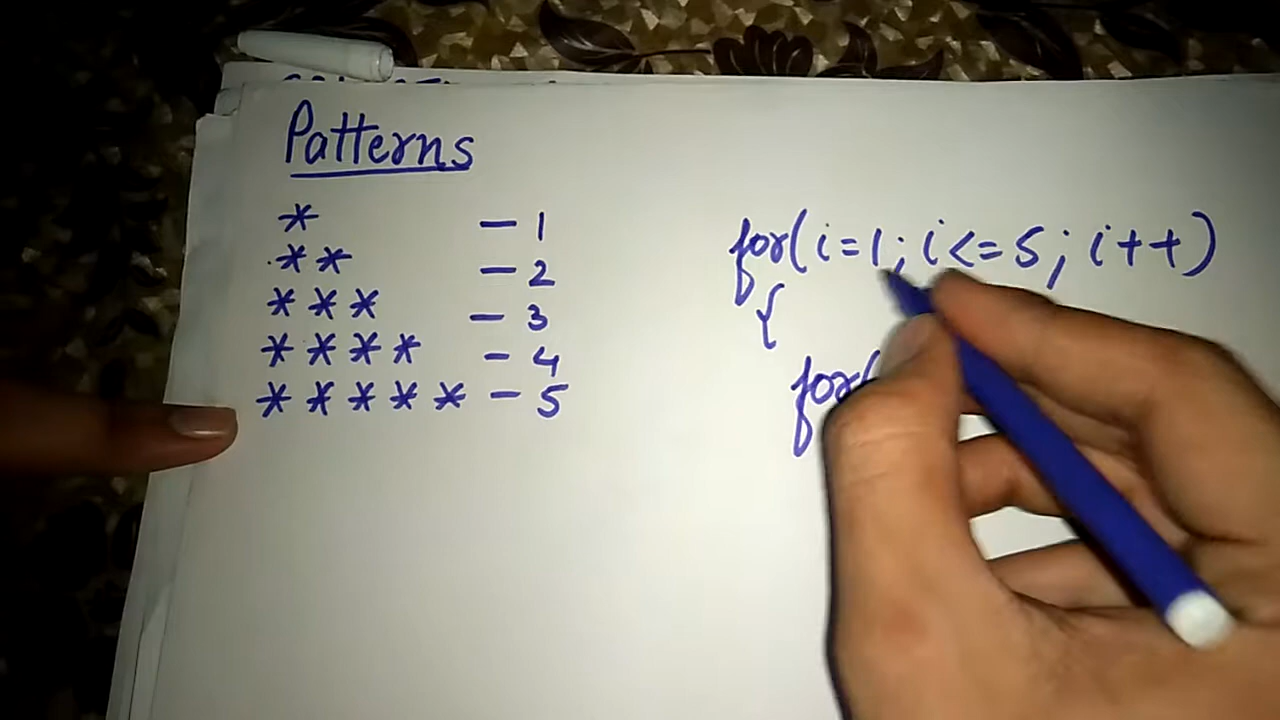 Patterns
* - 1
* * - 2
* * * - 3
* * * * - 4
* * * * * - 5
for(i=1;i<=5;i++)
{
for(